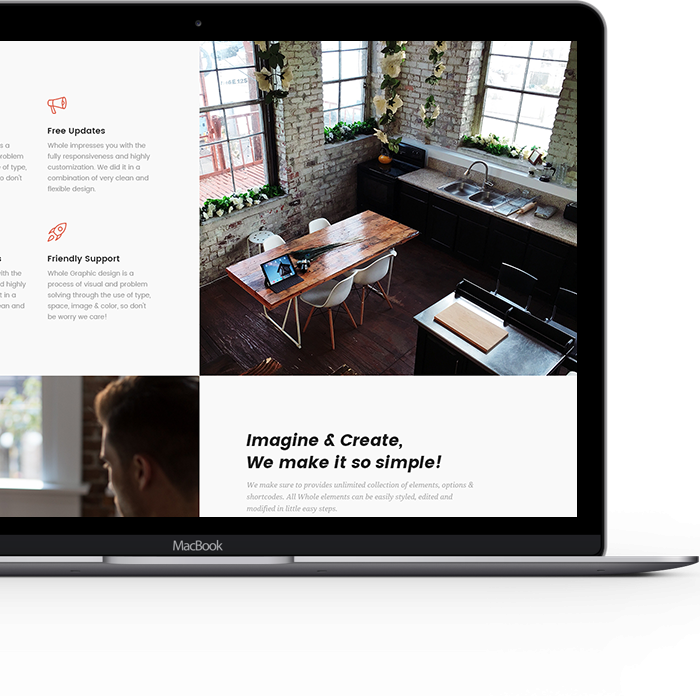 Free Updates
s a
Whole impresses you with the
roblem
fully responsiveness and highly
of type,
customization. We did it in a
o don't
combination of very clean and
flexible design.
s
Friendly Support
with the
Whole Graphic design is a
d highly
process of visual and problem
t in a
solving through the use of type,
ean and
space, image & color, so don't
be worry we care!
Imagine & Create,
We make it so simple!
We make sure to provides unlimited collection of elements, options &
shortcodes. All Whole elements can be easily styled, edited and
modified in little easy steps.
MacBook